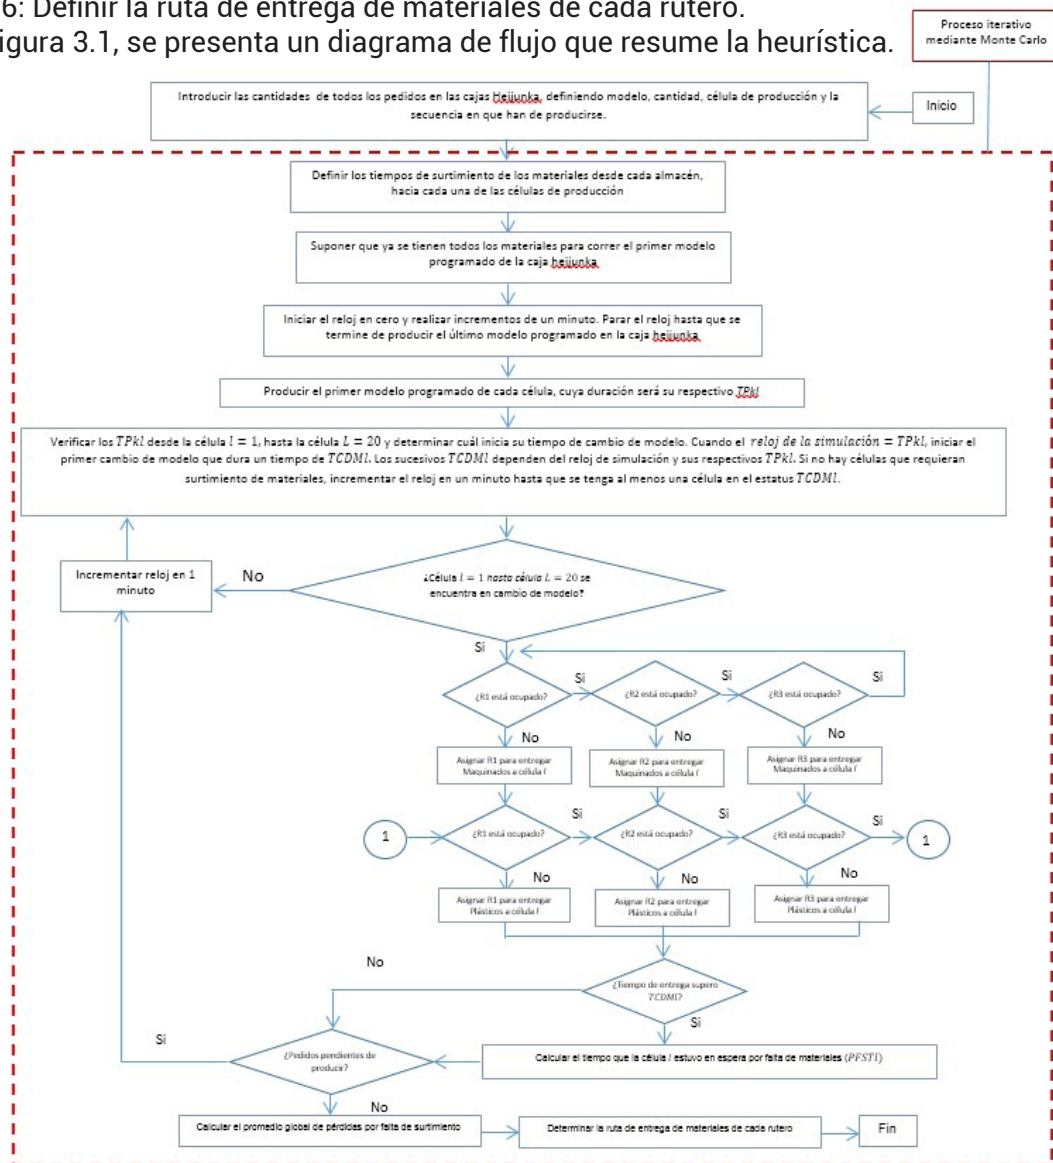 6: Definir la ruta de entrega de materiales de cada rutero.
igura 3.1, se presenta un diagrama de flujo que resume la heurística.
Proceso iterativo
mediante Monte Carlo
Inicio
Introducir las cantidades de todos los pedidos en las cajas Heijunka, definiendo modelo, cantidad, célula de producción y la
secuencia en que han de producirse.
Definir los tiempos de surtimiento de los materiales desde cada almacén,
hacia cada una de las células de producción
Suponer que ya se tienen todos los materiales para correr el primer modelo
programado de la caja heijunka
Iniciar el reloj en cero y realizar incrementos de un minuto. Parar el reloj hasta que se
termine de producir el último modelo programado en la caja heijunka
Producir el primer modelo programado de cada célula, cuya duración será su respectivo TPkl
Verificar los TPkl desde la célula l = 1, hasta la célula L = 20 y determinar cuál inicia su tiempo de cambio de modelo. Cuando el reloj de la simulación = TPkl, iniciar el
primer cambio de modelo que dura un tiempo de TCDMl. Los sucesivos TCDMl dependen del reloj de simulación y sus respectivos TPkl. Si no hay células que requieran
surtimiento de materiales, incrementar el reloj en un minuto hasta que se tenga al menos una célula en el estatus TCDMl.
Incrementar reloj en 1
minuto
No
¿Célula l = 1 hasta célula L = 20 se
encuentra en cambio de modelo?
Si
¿R1 está ocupado?
Si
¿R2 está ocupado?
Si
¿R3 está ocupado?
Si
No
No
No
Asignar R1 para entregar
Maquinados a célula l
Asignar R2 para entregar
Maquinados a célula l
Asignar R3 para entregar
Maquinados a célula l
1
¿R1 está ocupado?
Si
¿R2 está ocupado?
Si
¿R3 está ocupado?
Si
1
No
No
No
Asignar R1 para entregar
Plásticos a célula l
Asignar R2 para entregar
Plásticos a célula l
Asignar R3 para entregar
Plásticos a célula l
No
¿Tiempo de entrega supero
TCDMl?
Si
Si
¿Pedidos pendientes de
producir?
Calcular el tiempo que la célula l estuvo en espera por falta de materiales (PFSTl)
No
Calcular el promedio global de pérdidas por falta de surtimiento
Determinar la ruta de entrega de materiales de cada rutero
Fin